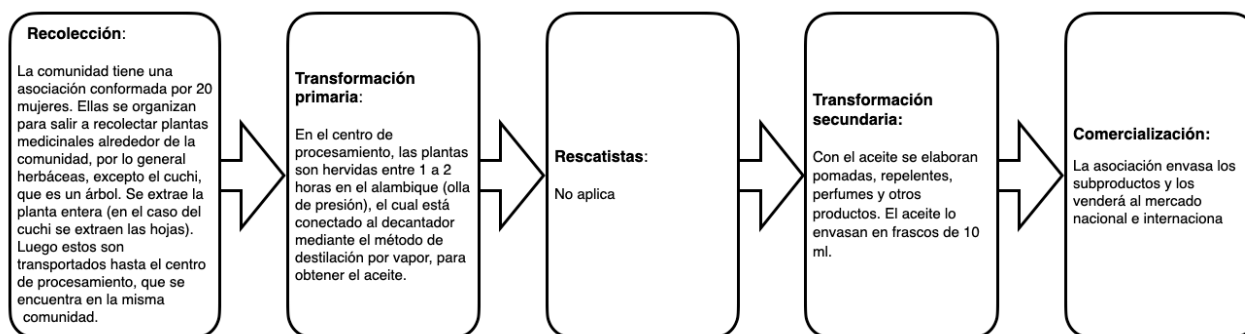 Recolección:
La comunidad tiene una
asociación conformada por 20
mujeres. Ellas se organizan
para salir a recolectar plantas
medicinales alrededor de la
comunidad, por lo general
herbáceas, excepto el cuchi,
que es un árbol. Se extrae la
planta entera (en el caso del
cuchi se extraen las hojas).
Luego estos son
transportados hasta el centro
de procesamiento, que se
encuentra en la misma
comunidad.
Transformación
primaria:
En el centro de
procesamiento, las plantas
son hervidas entre 1 a 2
horas en el alambique (olla
de presión), el cual está
conectado al decantador
mediante el método de
destilación por vapor, para
obtener el aceite.
Rescatistas:
No aplica
Transformación
secundaria:
Con el aceite se elaboran
pomadas, repelentes,
perfumes y otros
productos. El aceite lo
envasan en frascos de 10
ml.
Comercialización:
La asociación envasa los
subproductos y los
venderá al mercado
nacional e internaciona